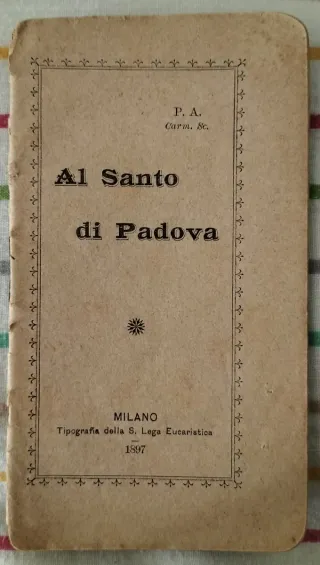 P. A.
Carm. Sc.
Al Santo
di Padova
MILANO
Tipografia della S. Lega Eucaristica
1897